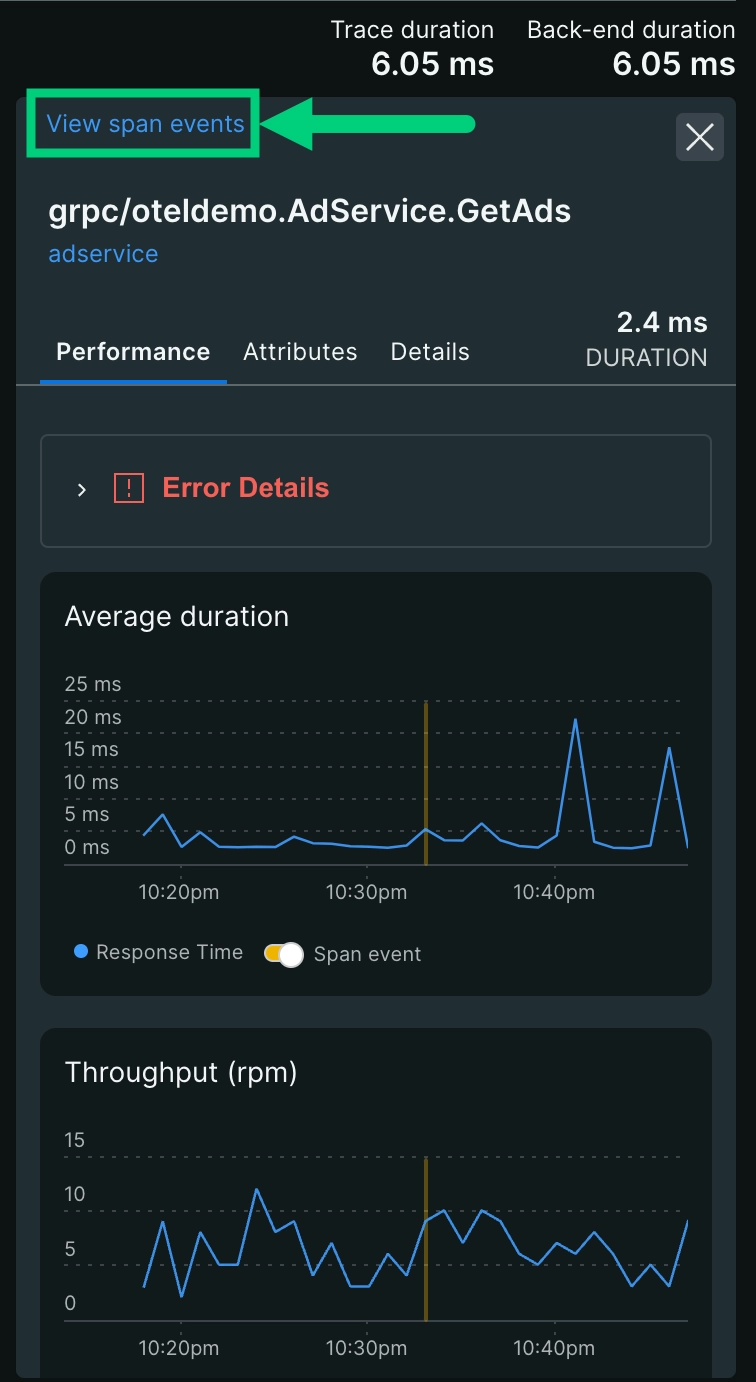 Trace duration Back-end duration
6.05 ms 6.05 ms
View span events
grpc/oteldemo.AdService.GetAds
adservice
2.4 ms
Performance Attributes Details DURATION
Error Details
Average duration
25 ms
20 ms
15 ms
10 ms
5 ms
0 ms
10:20pm 10:30pm 10:40pm
Response Time Span event
Throughput (rpm)
15
10
5
0
10:20pm 10:30pm 10:40pm